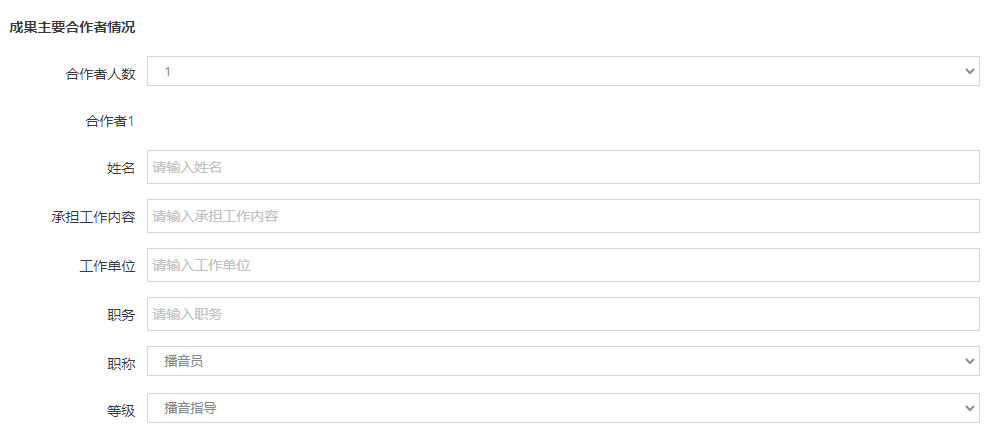 成果主要合作者情况
合作者人数 1
合作者1
姓名 请输入姓名
承担工作内容 请输入承担工作内容
工作单位 请输入工作单位
职务 请输入职务
职称 播音员
等级 播音指导